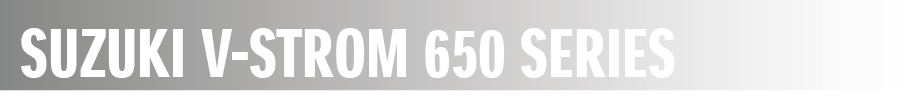 SUZUKI V-STROM 650 SERIES